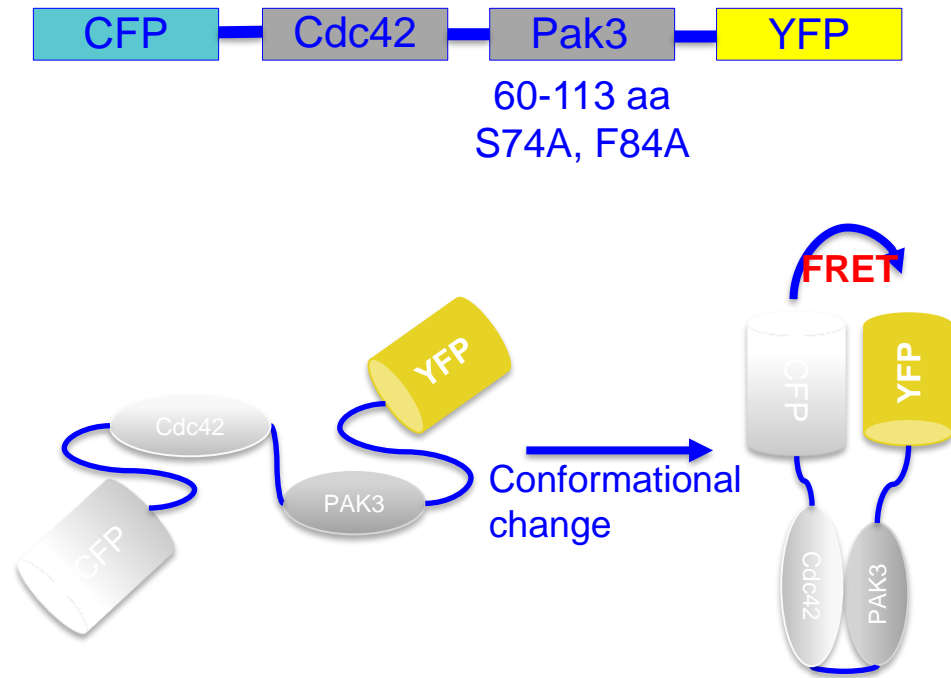 CFP Cdc42 Pak3 YFP
60-113 aa
S74A, F84A
FRET
YFP
CFP
YFP
Cdc42
Conformational
change
PAK3
CFP
Cdc42
PAK3